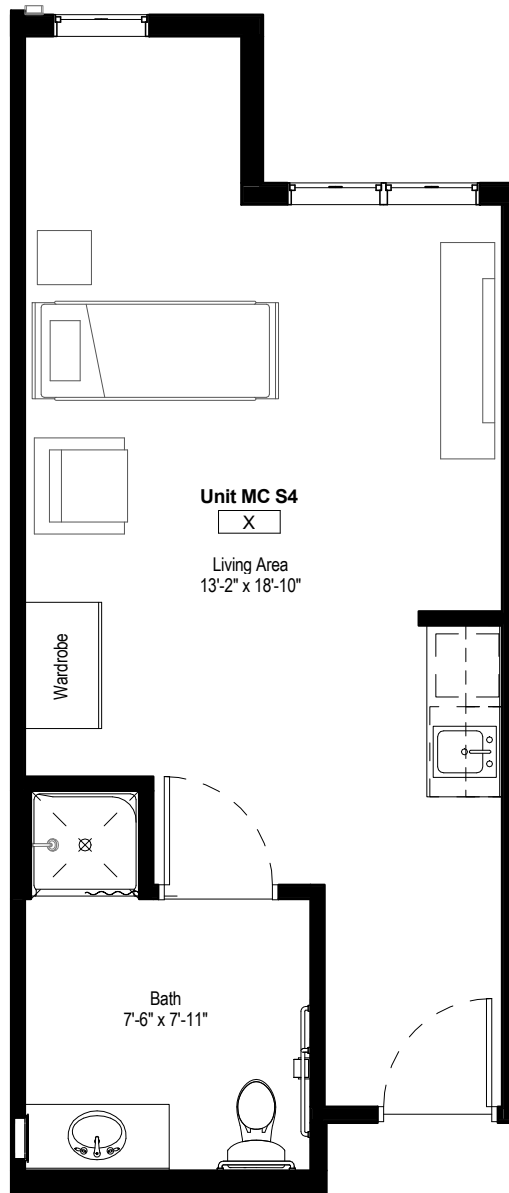 Unit MC S4
X
Living Area
13'-2" x 18'-10"
Wardrobe
Bath
7'-6" x 7'-11"